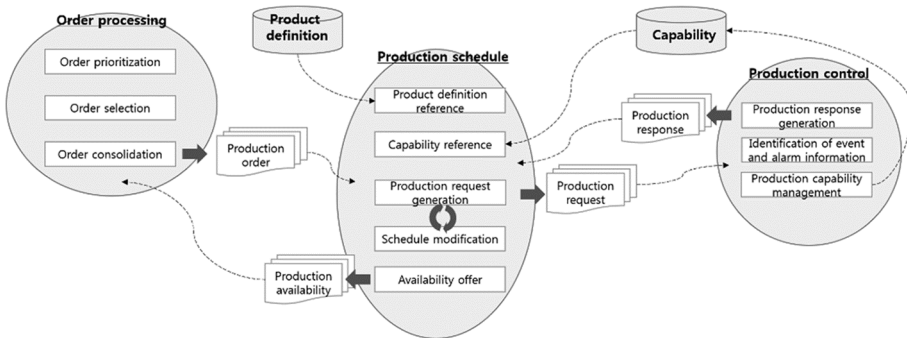 Order processing
Order prioritization
Order selection
Order consolidation
Production
order
Production
availability
Product
definition
Production schedule
Product definition
reference
Capability reference
Production request
generation
Schedule modification
Availability offer
Production
request
Production
response
Capability
Production control
Production response
generation
Identification of event
and alarm information
Production capability
management